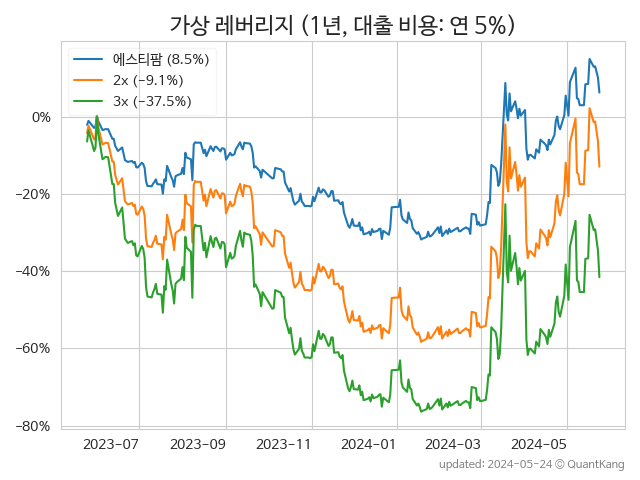 가상 레버리지 (1년, 대출 비용: 연 5%)
에스티팜 (8.5%)
2x (−9.1%)
3x (−37.5%)
0%
−20%
−40%
−60%
−80%
2023−07 2023−09 2023−11 2024−01 2024−03 2024−05
updated: 2024-05-24 © QuantKang